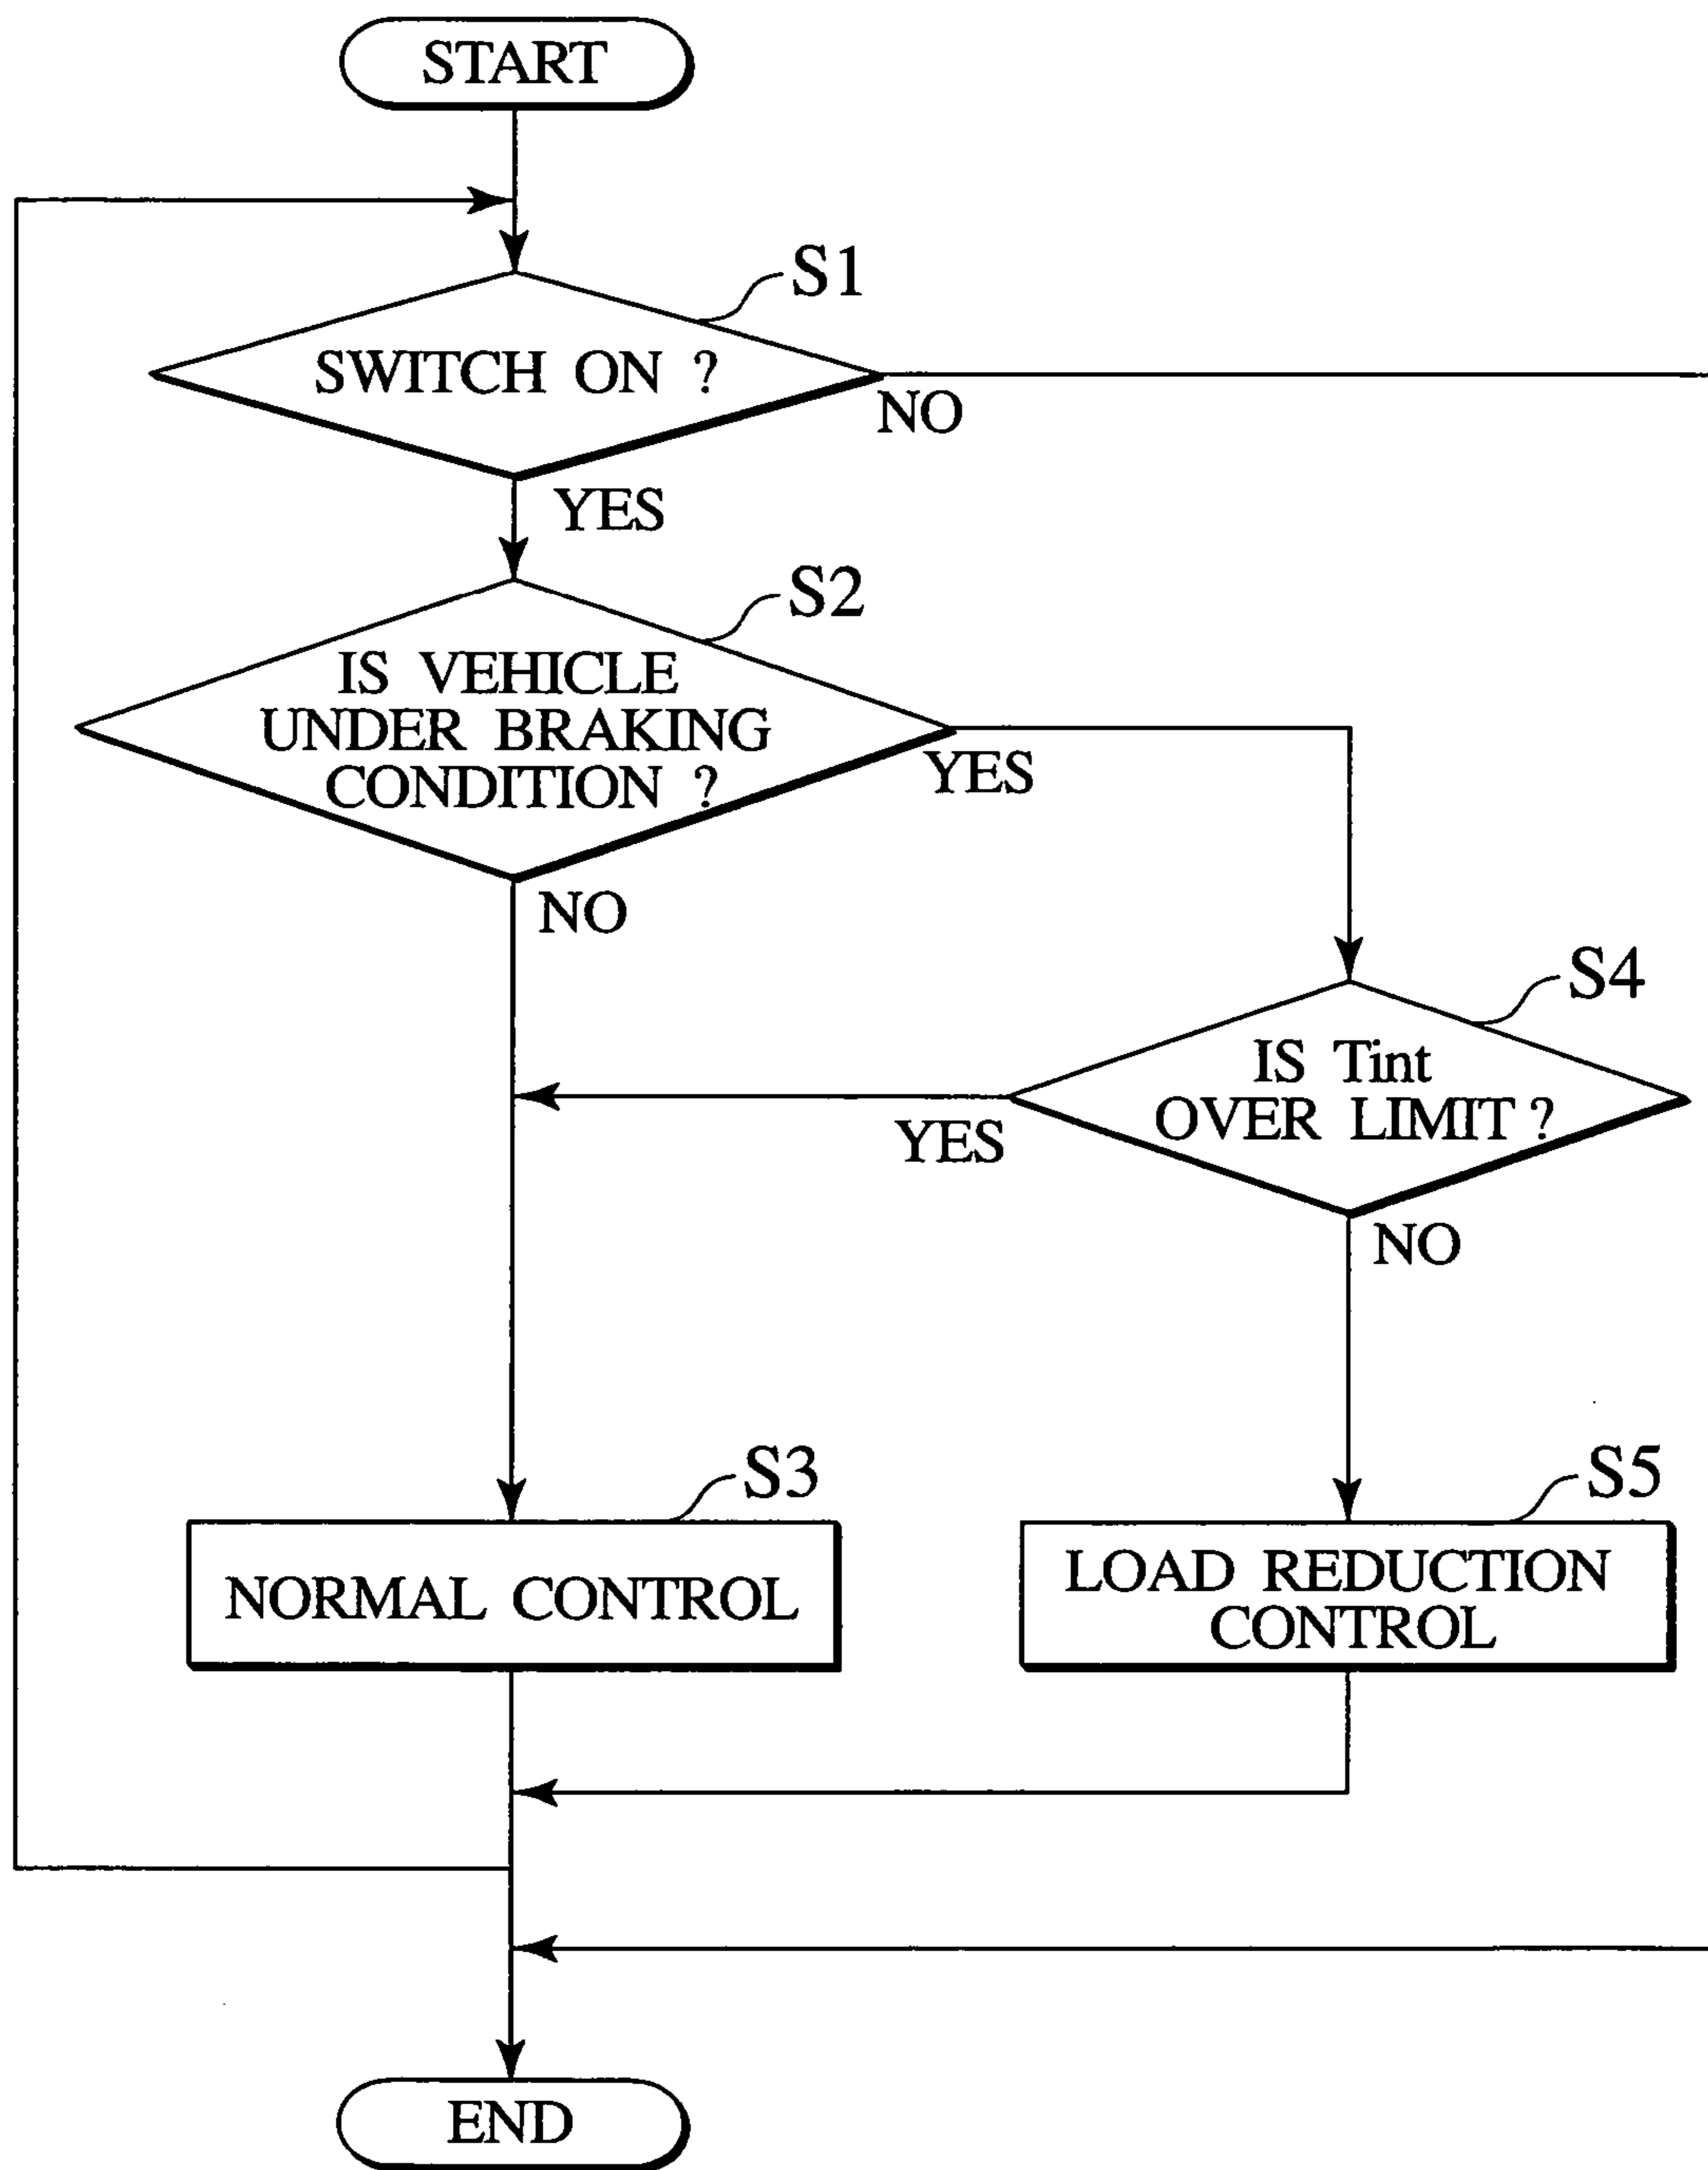 START
S1
SWITCH ON ?
NO
YES
S2
IS VEHICLE
UNDER BRAKING
CONDITION ?
YES
NO
S4
IS Tint
OVER LIMIT ?
YES
NO
S3
NORMAL CONTROL
S5
LOAD REDUCTION
CONTROL
END